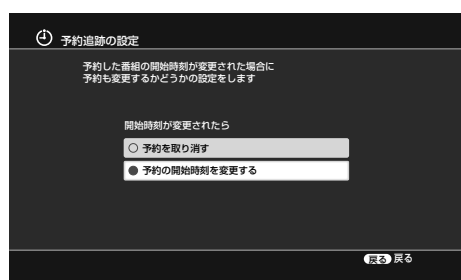 予約追跡の設定
予約した番組の開始時刻が変更された場合に
予約も変更するかどうかの設定をします
開始時刻が変更されたら
予約を取り消す
予約の開始時刻を変更する
戻る 戻る